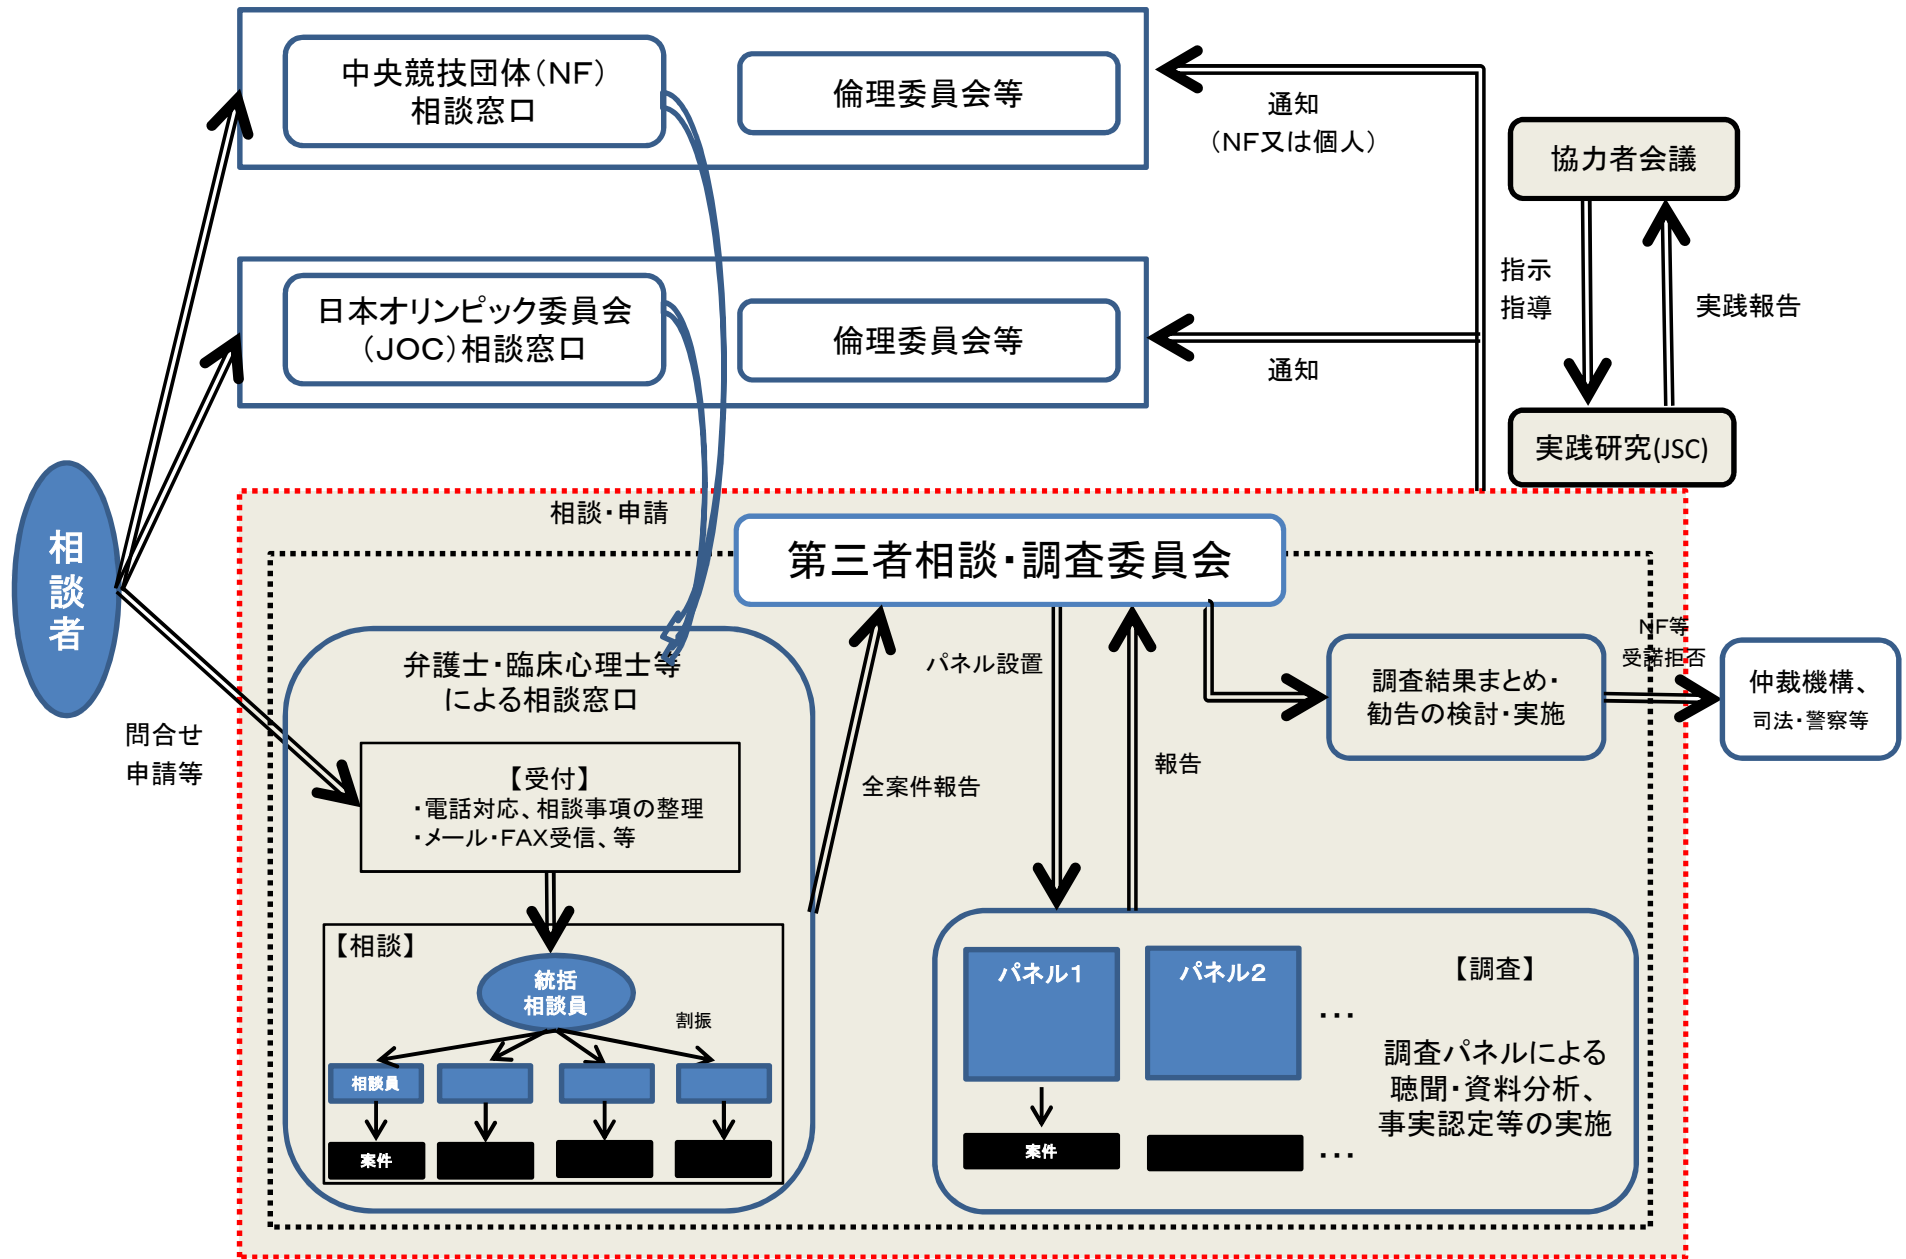 中央競技団体(NF)
相談窓口
倫理委員会等
通知
(NF又は個人)
協力者会議
日本オリンピック委員会
(JOC)相談窓口
倫理委員会等
通知
指示
指導
実践報告
実践研究(JSC)
相談者
相談・申請
第三者相談・調査委員会
弁護士・臨床心理士等
による相談窓口
パネル設置
NF等
受諾拒否
調査結果まとめ・
勧告の検討・実施
仲裁機構、
司法・警察等
問合せ
申請等
【受付】
・電話対応、相談事項の整理
・メール・FAX受信、等
全案件報告
報告
【相談】
統括
相談員
割振
相談員
案件
パネル1
パネル2
…
【調査】
調査パネルによる
聴聞・資料分析、
事実認定等の実施
案件
…